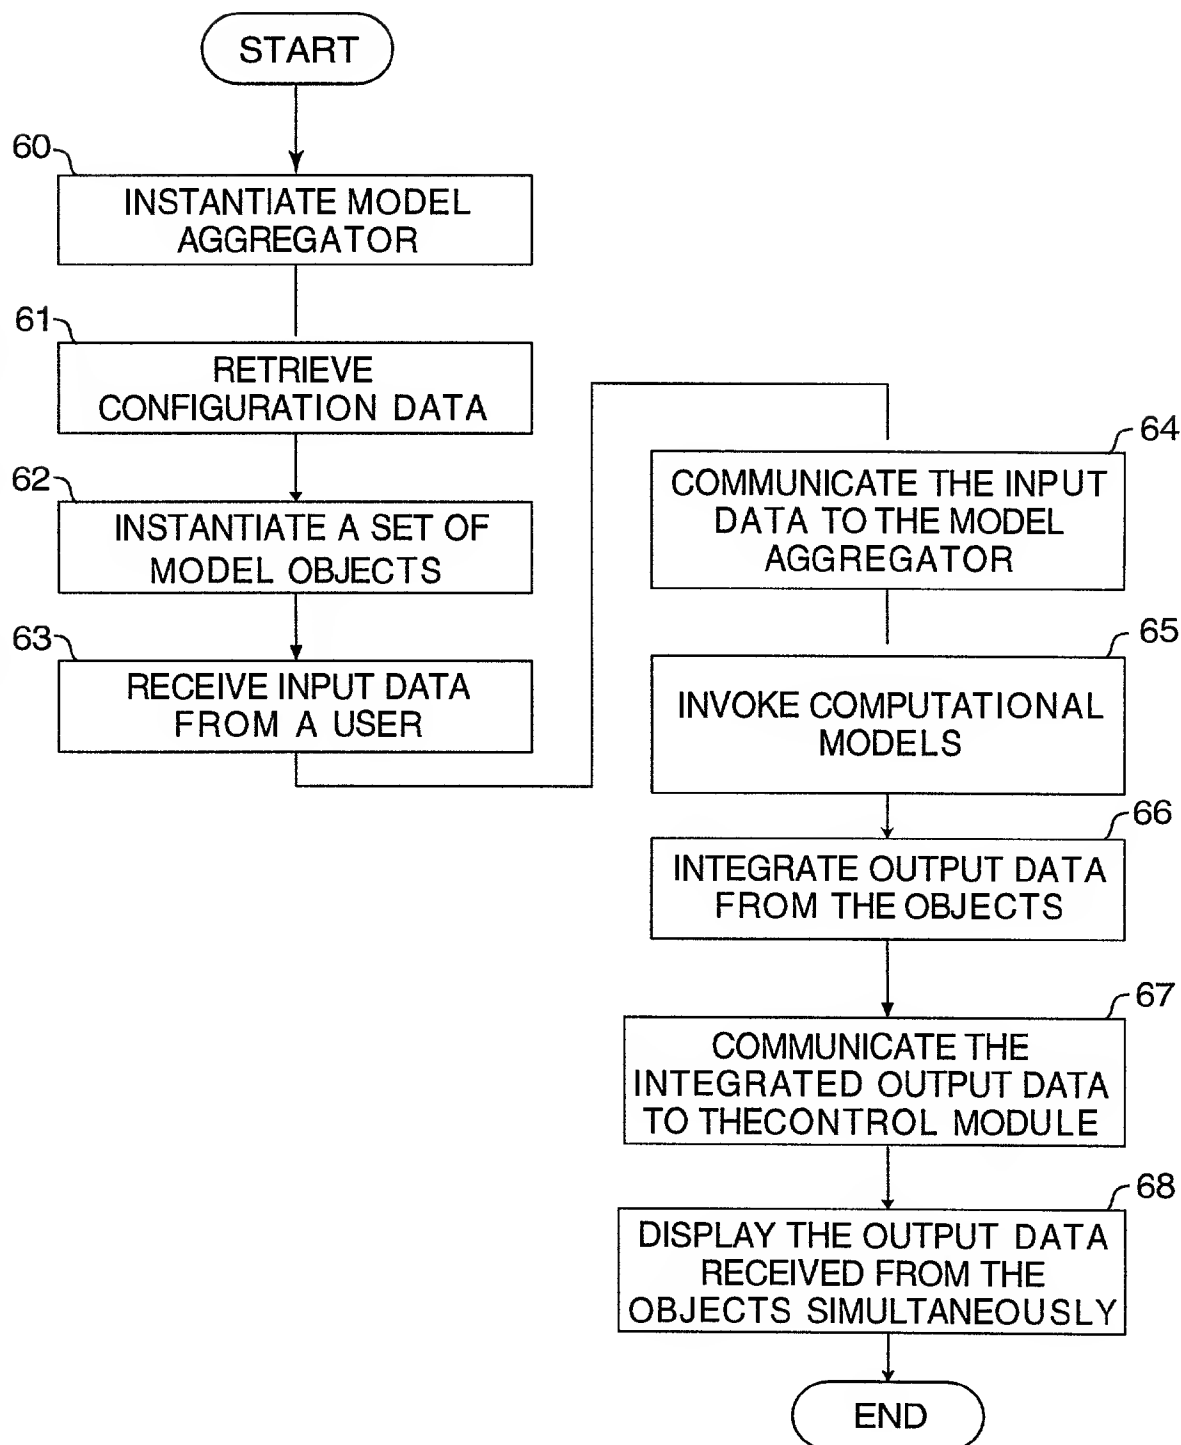 START
60
INSTANTIATE MODEL
AGGREGATOR
61
RETRIEVE
CONFIGURATION DATA
62
INSTANTIATE A SET OF
MODEL OBJECTS
63
RECEIVE INPUT DATA
FROM A USER
64
COMMUNICATE THE INPUT
DATA TO THE MODEL
AGGREGATOR
65
INVOKE COMPUTATIONAL
MODELS
66
INTEGRATE OUTPUT DATA
FROM THE OBJECTS
67
COMMUNICATE THE
INTEGRATED OUTPUT DATA
TO THECONTROL MODULE
68
DISPLAY THE OUTPUT DATA
RECEIVED FROM THE
OBJECTS SIMULTANEOUSLY
END